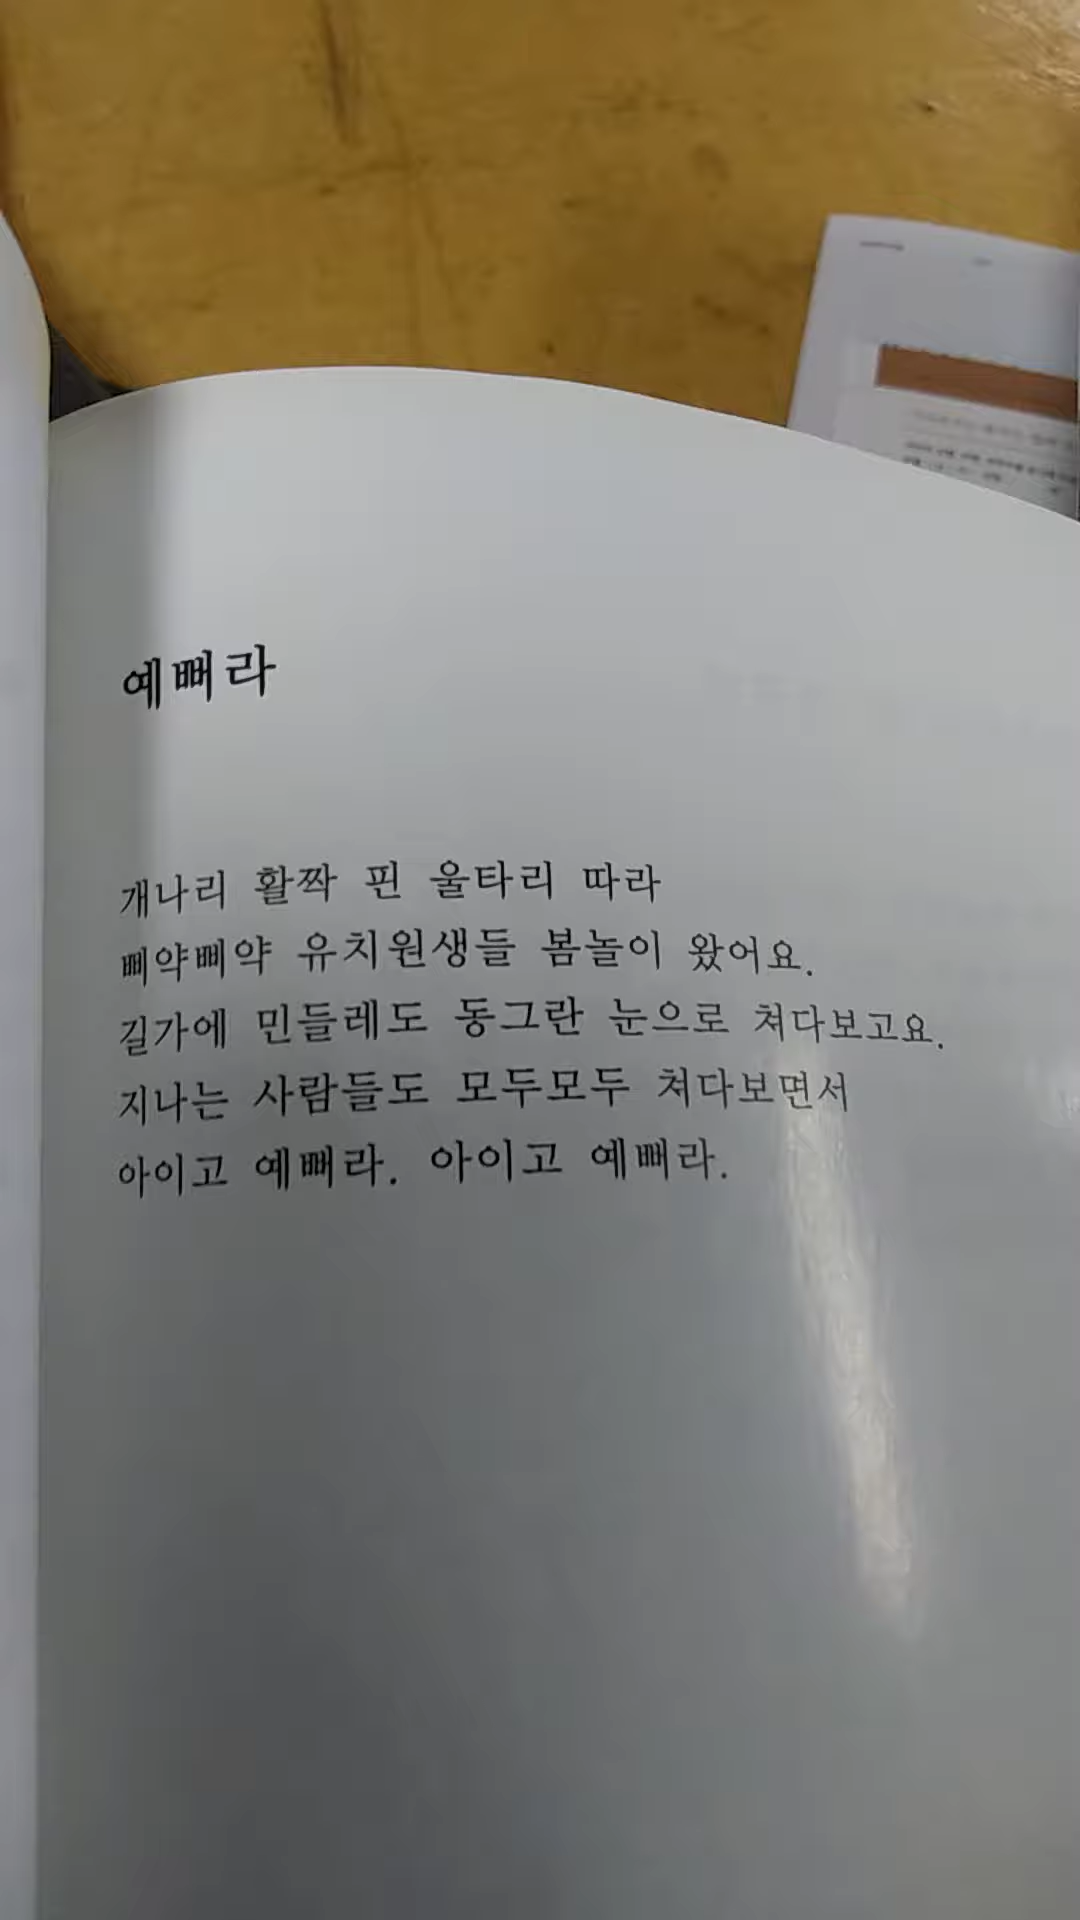 예뻐라
개나리 활짝 핀 울타리 따라
삐약삐약 유치원생들 봄놀이 왔어요.
길가에 민들레도 동그란 눈으로 쳐다보고요.
지나는 사람들도 모두모두 쳐다보면서
아이고 예뻐라. 아이고 예뻐라.